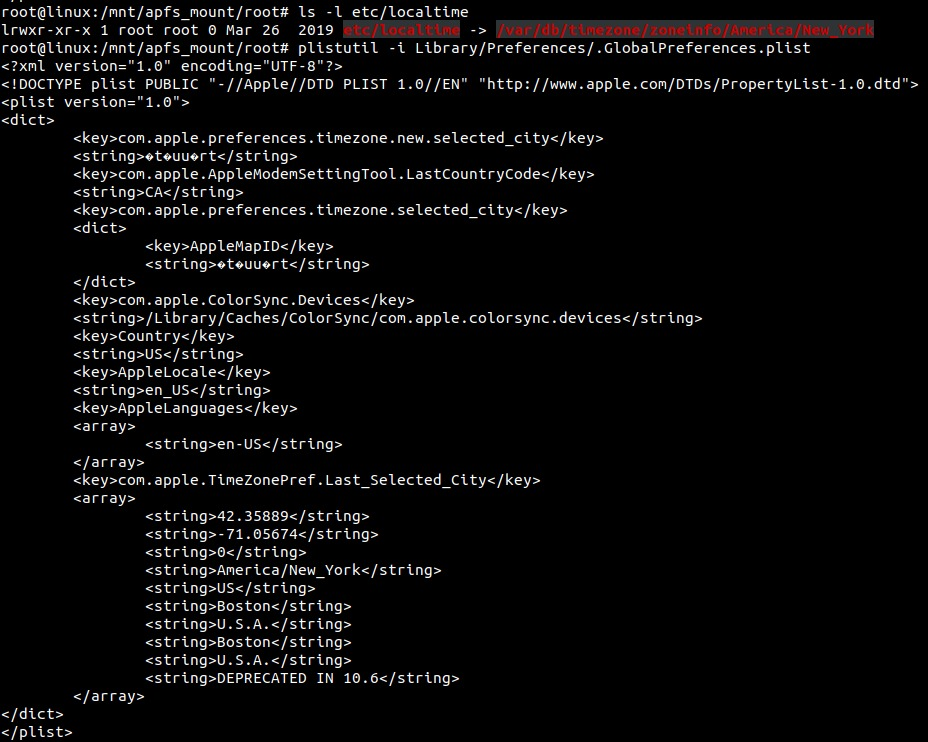 root@linux:/mnt/apfs_mount/root# ls -l etc/localtime
lrwxr-xr-x 1 root root 0 Mar 26  2019 etc/localtime -> /var/db/timezone/zoneinfo/America/New_York
root@linux:/mnt/apfs_mount/root# plistutil -i Library/Preferences/.GlobalPreferences.plist
<?xml version="1.0" encoding="UTF-8"?>
<!DOCTYPE plist PUBLIC "-//Apple//DTD PLIST 1.0//EN" "http://www.apple.com/DTDs/PropertyList-1.0.dtd">
<plist version="1.0">
<dict>
        <key>com.apple.preferences.timezone.new.selected_city</key>
        <string>�t�uu�rt</string>
        <key>com.apple.AppleModemSettingTool.LastCountryCode</key>
        <string>CA</string>
        <key>com.apple.preferences.timezone.selected_city</key>
        <dict>
                <key>AppleMapID</key>
                <string>�t�uu�rt</string>
        </dict>
        <key>com.apple.ColorSync.Devices</key>
        <string>/Library/Caches/ColorSync/com.apple.colorsync.devices</string>
        <key>Country</key>
        <string>US</string>
        <key>AppleLocale</key>
        <string>en_US</string>
        <key>AppleLanguages</key>
        <array>
                <string>en-US</string>
        </array>
        <key>com.apple.TimeZonePref.Last_Selected_City</key>
        <array>
                <string>42.35889</string>
                <string>-71.05674</string>
                <string>0</string>
                <string>America/New_York</string>
                <string>US</string>
                <string>Boston</string>
                <string>U.S.A.</string>
                <string>Boston</string>
                <string>U.S.A.</string>
                <string>DEPRECATED IN 10.6</string>
        </array>
</dict>
</plist>